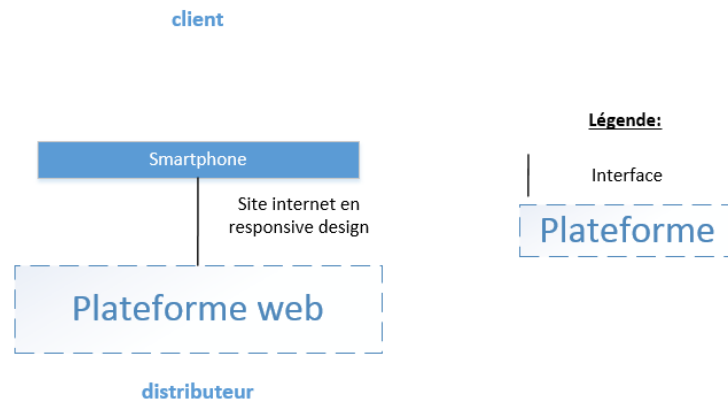 client
Légende:
Smartphone
Interface
Site internet en
responsive design
Plateforme
Plateforme web
distributeur